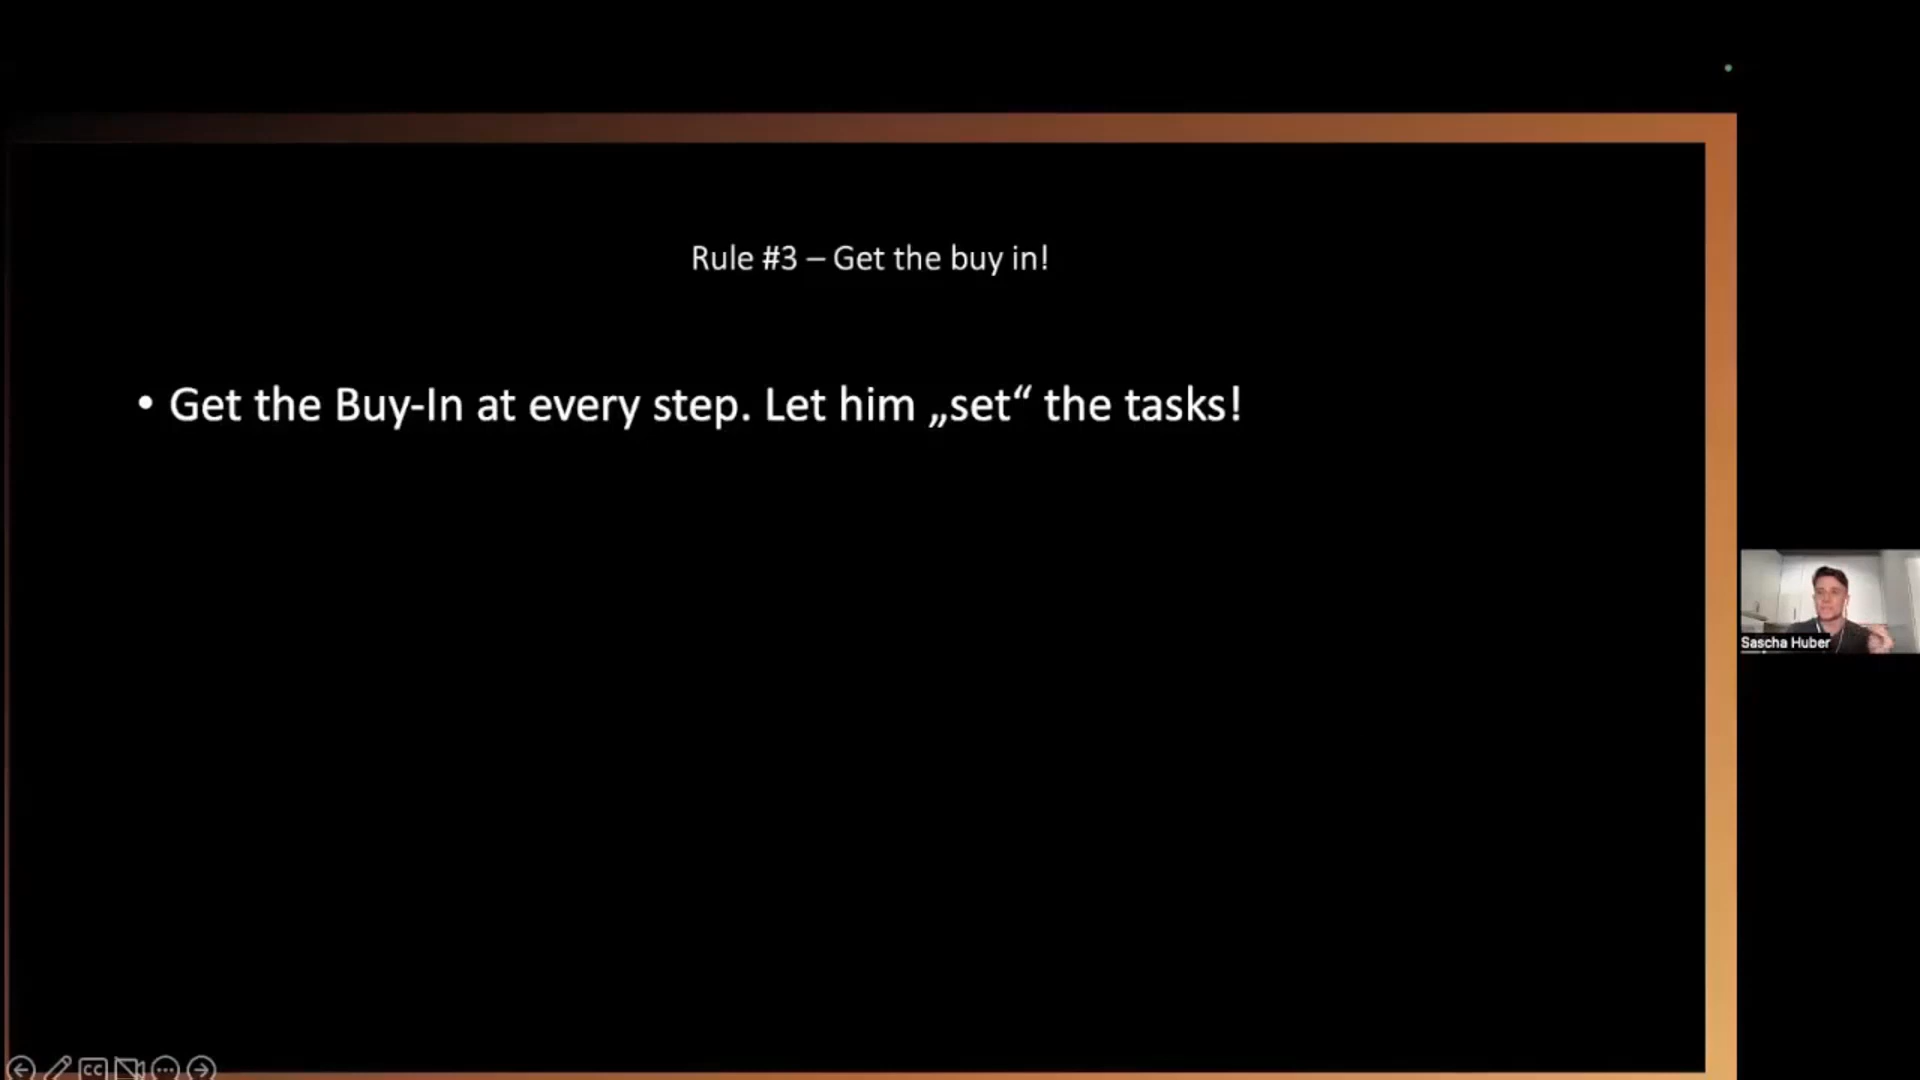 Rule #3 – Get the buy in!
• Get the Buy-In at every step. Let him „set“ the tasks!
Sascha Huber
CC